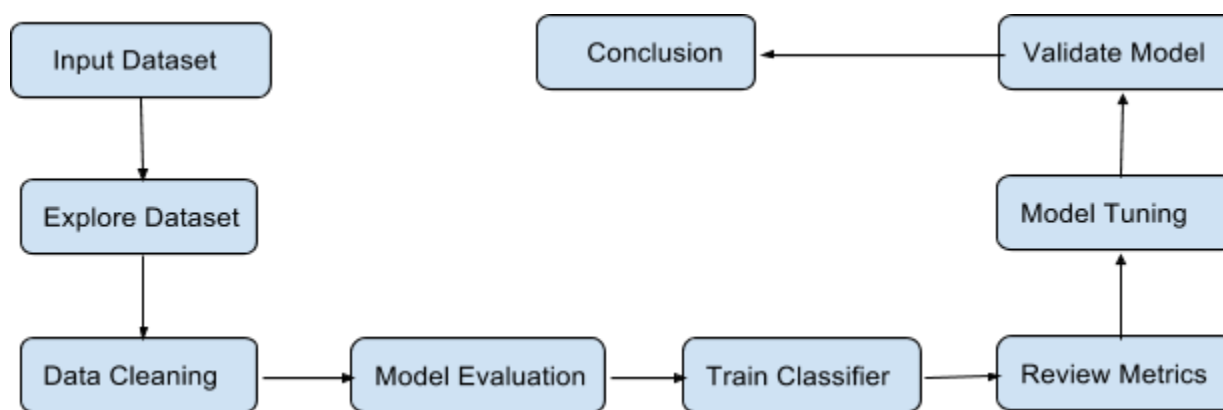 Input Dataset
Explore Dataset
Data Cleaning
Model Evaluation
Train Classifier
Review Metrics
Model Tuning
Validate Model
Conclusion